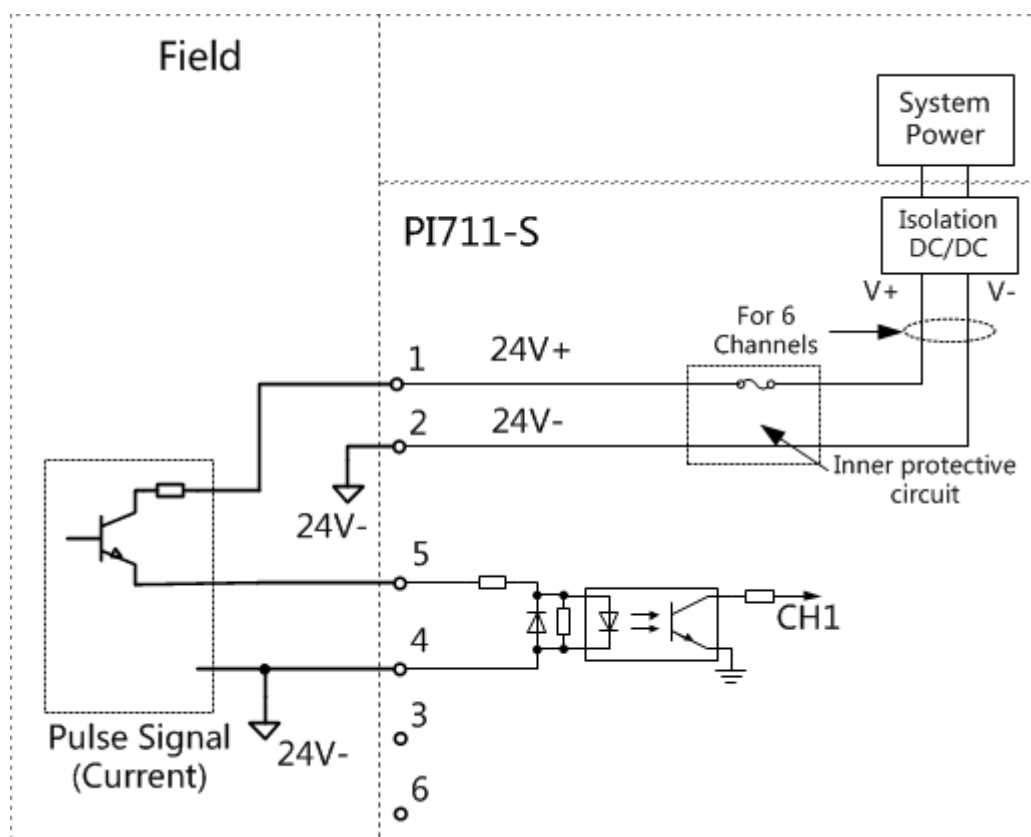 Field
System
Power
PI711-S
Isolation
DC/DC
V+
V-
For 6
Channels
1
24V+
2
24V-
Inner protective
circuit
24V-
5
CH1
4
3
Pulse Signal
(Current)
24V-
6